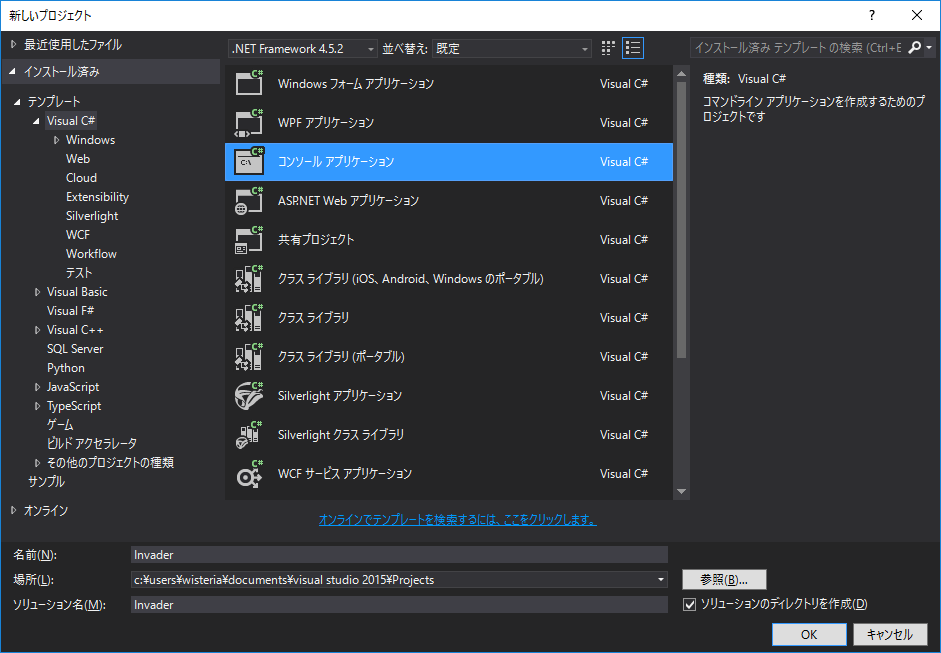 新しいプロジェクト
?
最近使用したファイル
インストール済み
テンプレート
Visual C#
Windows
Web
Cloud
Extensibility
Silverlight
WCF
Workflow
テスト
Visual Basic
Visual F#
Visual C++
SQL Server
Python
JavaScript
TypeScript
ゲーム
ビルド アクセラレータ
その他のプロジェクトの種類
サンプル
オンライン
.NET Framework 4.5.2 並べ替え: 既定
インストール済み テンプレート の検索 (Ctrl+E
C# Windows フォーム アプリケーション Visual C#
C# WPF アプリケーション Visual C#
C# C:\ コンソール アプリケーション Visual C#
C# ASP.NET Web アプリケーション Visual C#
C# 共有プロジェクト Visual C#
C# クラス ライブラリ (iOS、Android、Windows のポータブル) Visual C#
C# クラス ライブラリ Visual C#
C# クラス ライブラリ (ポータブル) Visual C#
C# Silverlight アプリケーション Visual C#
C# Silverlight クラス ライブラリ Visual C#
C# WCF サービス アプリケーション Visual C#
オンラインでテンプレートを検索するには、ここをクリックします。
種類: Visual C#
コマンドライン アプリケーションを作成するためのプ
ロジェクトです
名前(N): Invader
場所(L): c:¥users¥wisteria¥documents¥visual studio 2015¥Projects 参照(B)...
ソリューション名(M): Invader ソリューションのディレクトリを作成(D)
OK キャンセル